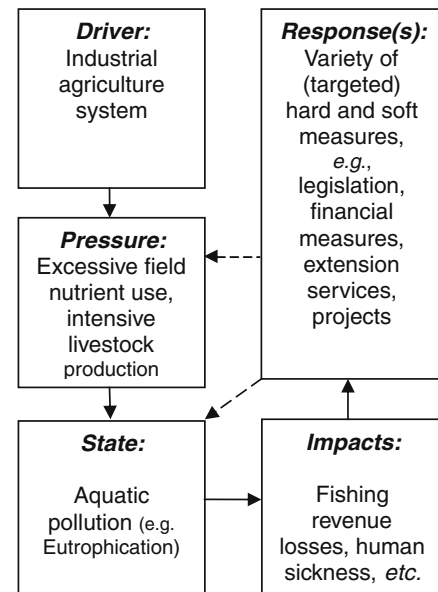 Driver:
Industrial
agriculture
system
Pressure:
Excessive field
nutrient use,
intensive
livestock
production
State:
Aquatic
pollution (e.g.
Eutrophication)
Impacts:
Fishing
revenue
losses, human
sickness, etc.
Response(s):
Variety of
(targeted)
hard and soft
measures,
e.g.,
legislation,
financial
measures,
extension
services,
projects